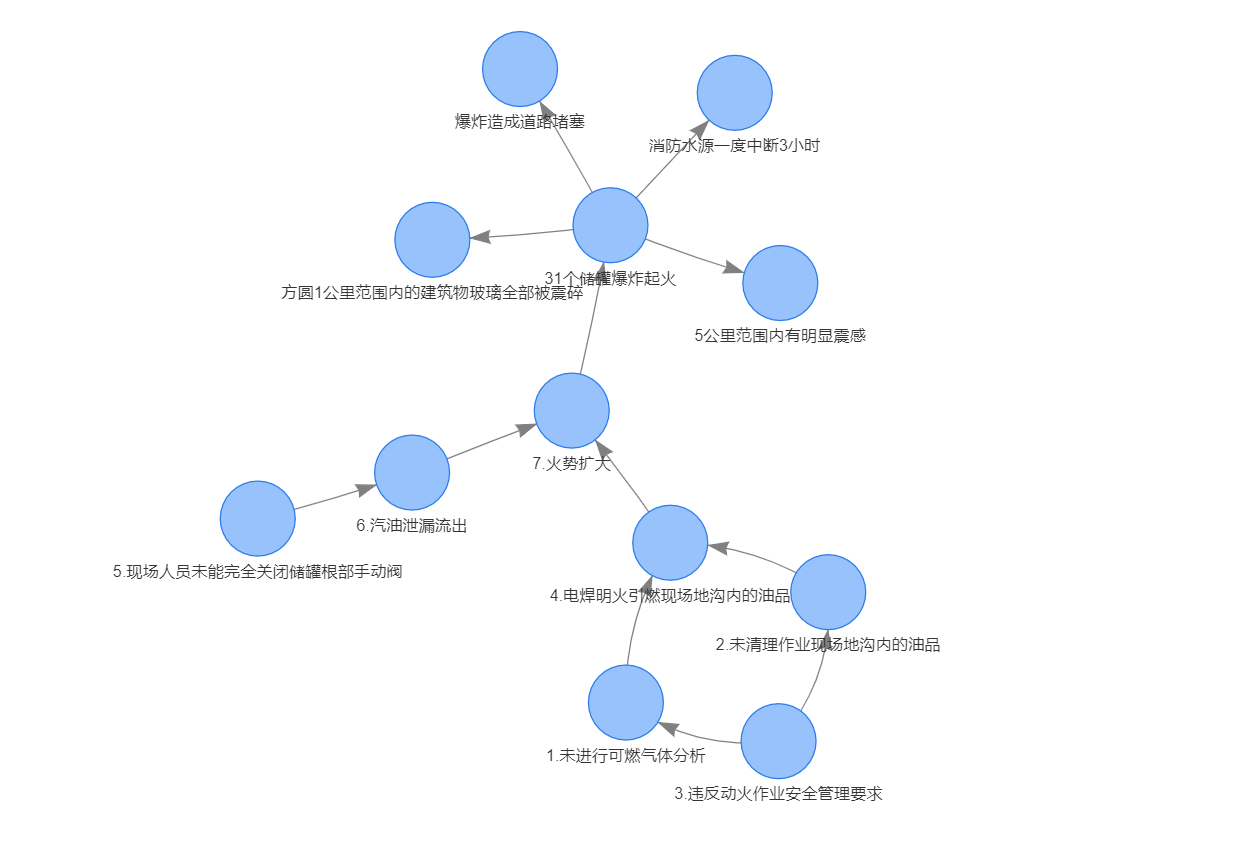 爆炸造成道路堵塞
消防水源一度中断3小时
31个储罐爆炸起火
方圆1公里范围内的建筑物玻璃全部被震碎
5公里范围内有明显震感
7.火势扩大
6.汽油泄漏流出
5.现场人员未能完全关闭储罐根部手动阀
4.电焊明火引燃现场地沟内的油品
2.未清理作业现场地沟内的油品
1.未进行可燃气体分析
3.违反动火作业安全管理要求